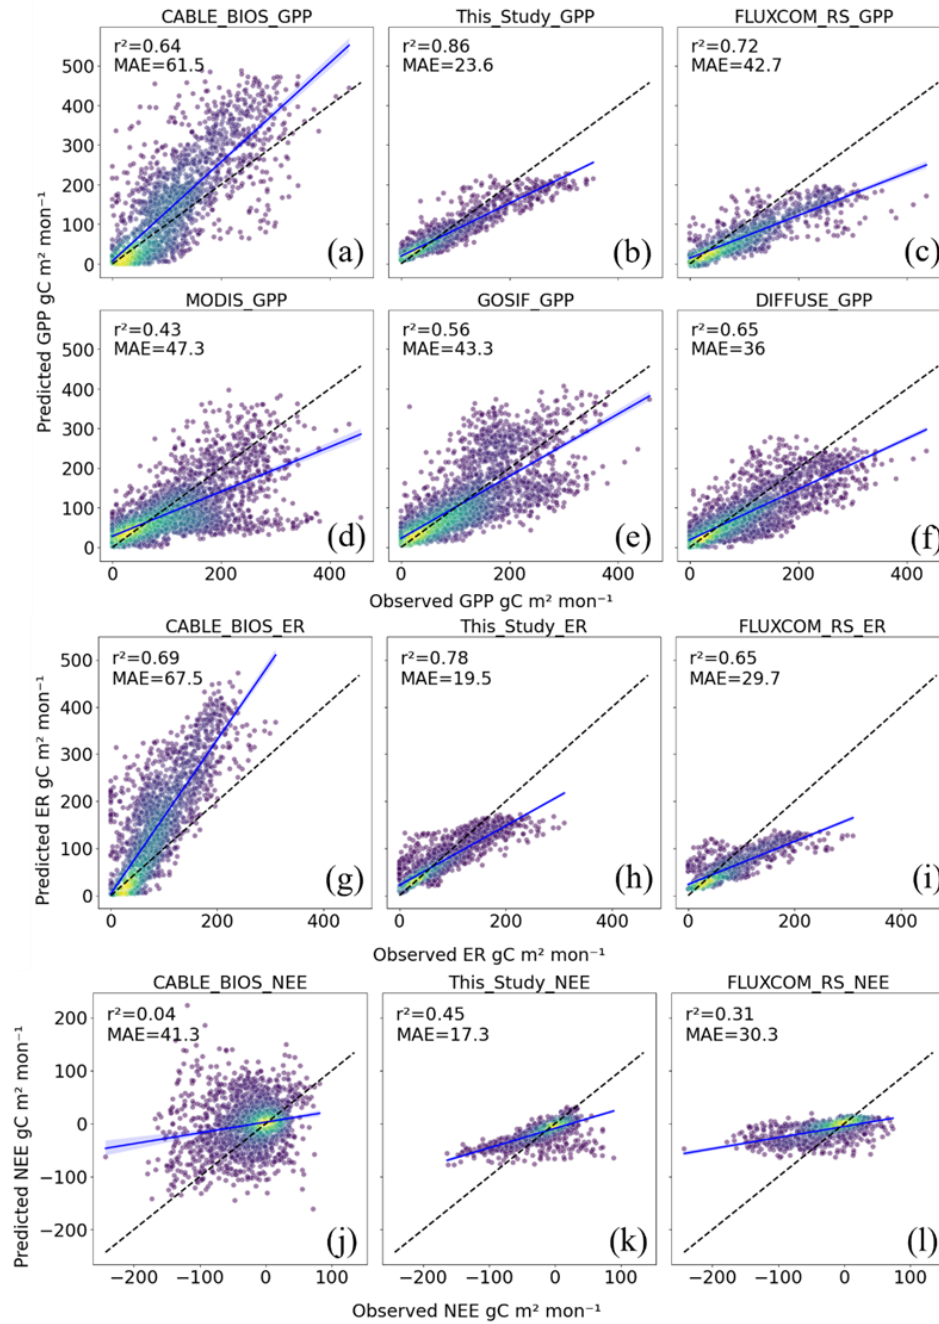 CABLE_BIOS_GPP This_Study_GPP FLUXCOM_RS_GPP
r²=0.64 r²=0.86 r²=0.72
MAE=61.5 MAE=23.6 MAE=42.7
500
400
300
200
100
0
(a) (b) (c)
MODIS_GPP GOSIF_GPP DIFFUSE_GPP
r²=0.43 r²=0.56 r²=0.65
MAE=47.3 MAE=43.3 MAE=36
500
400
300
200
100
0
(d) (e) (f)
0 200 400 0 200 400 0 200 400
Predicted GPP gC m² mon⁻¹
Observed GPP gC m² mon⁻¹
CABLE_BIOS_ER This_Study_ER FLUXCOM_RS_ER
r²=0.69 r²=0.78 r²=0.65
MAE=67.5 MAE=19.5 MAE=29.7
500
400
300
200
100
0
(g) (h) (i)
0 200 400 0 200 400 0 200 400
Predicted ER gC m² mon⁻¹
Observed ER gC m² mon⁻¹
CABLE_BIOS_NEE This_Study_NEE FLUXCOM_RS_NEE
r²=0.04 r²=0.45 r²=0.31
MAE=41.3 MAE=17.3 MAE=30.3
200
100
0
−100
−200
(j) (k) (l)
−200 −100 0 100 −200 −100 0 100 −200 −100 0 100
Predicted NEE gC m² mon⁻¹
Observed NEE gC m² mon⁻¹